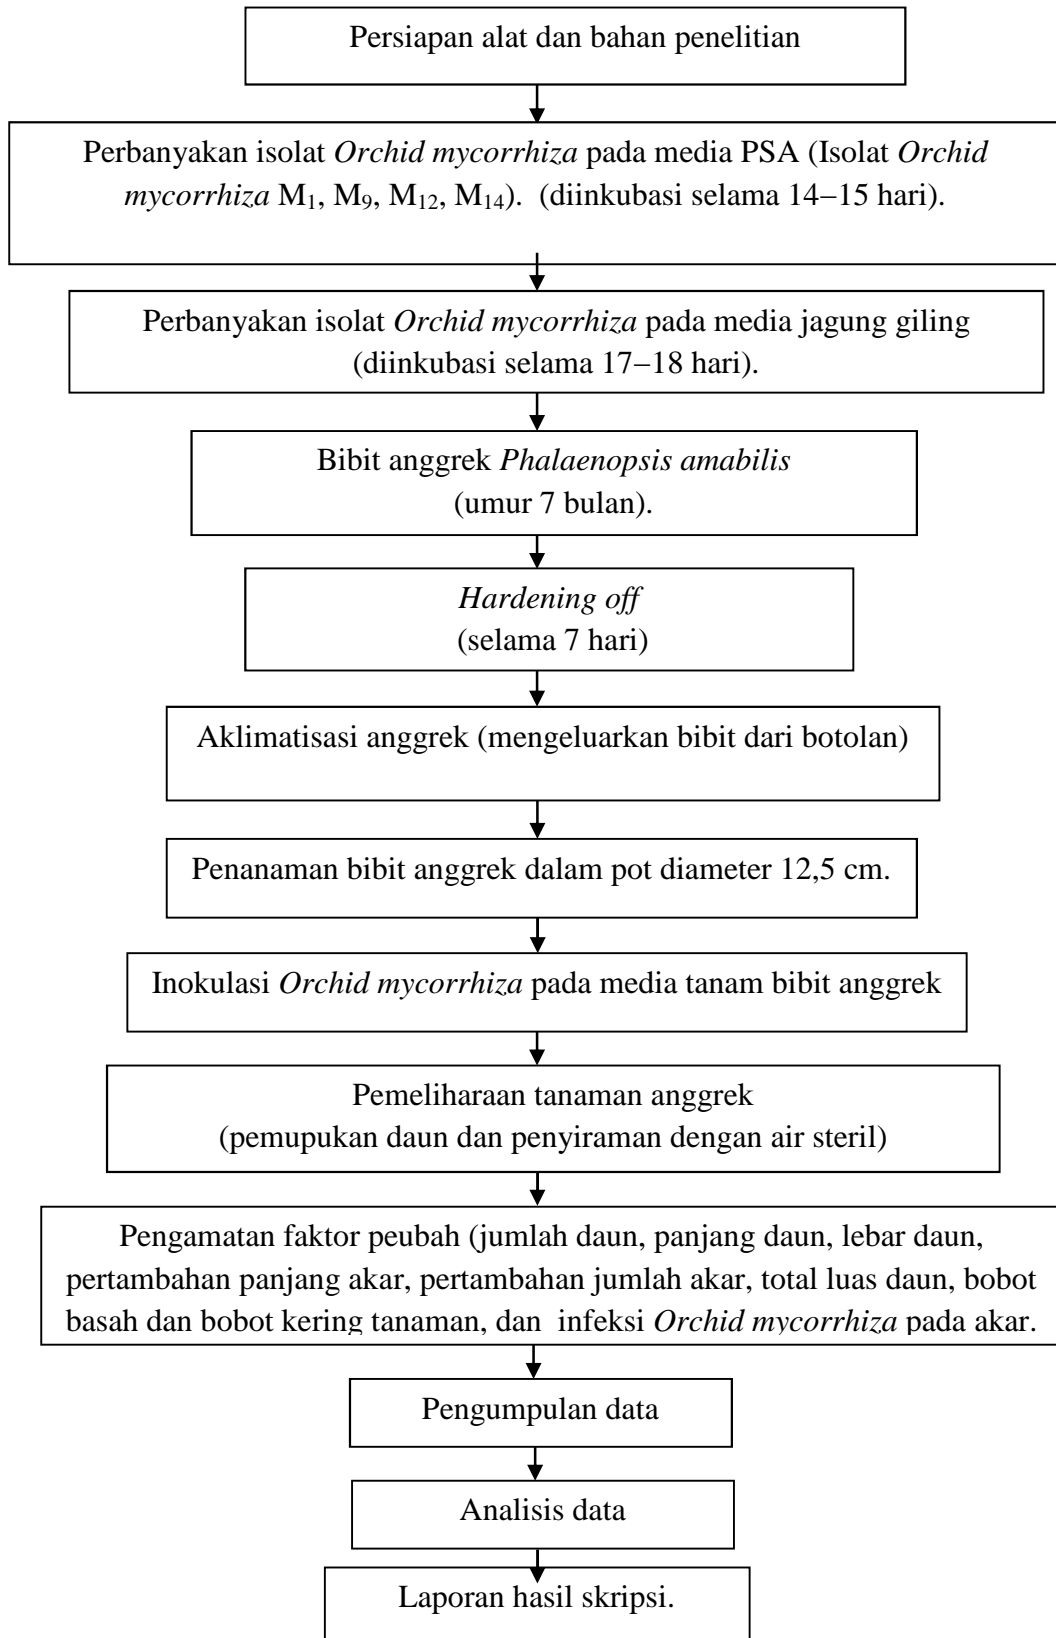 Persiapan alat dan bahan penelitian
Perbanyakan isolat Orchid mycorrhiza pada media PSA (Isolat Orchid
mycorrhiza M₁, M₉, M₁₂, M₁₄). (diinkubasi selama 14–15 hari).
Perbanyakan isolat Orchid mycorrhiza pada media jagung giling
(diinkubasi selama 17–18 hari).
Bibit anggrek Phalaenopsis amabilis
(umur 7 bulan).
Hardening off
(selama 7 hari)
Aklimatisasi anggrek (mengeluarkan bibit dari botolan)
Penanaman bibit anggrek dalam pot diameter 12,5 cm.
Inokulasi Orchid mycorrhiza pada media tanam bibit anggrek
Pemeliharaan tanaman anggrek
(pemupukan daun dan penyiraman dengan air steril)
Pengamatan faktor peubah (jumlah daun, panjang daun, lebar daun,
pertambahan panjang akar, pertambahan jumlah akar, total luas daun, bobot
basah dan bobot kering tanaman, dan infeksi Orchid mycorrhiza pada akar.
Pengumpulan data
Analisis data
Laporan hasil skripsi.